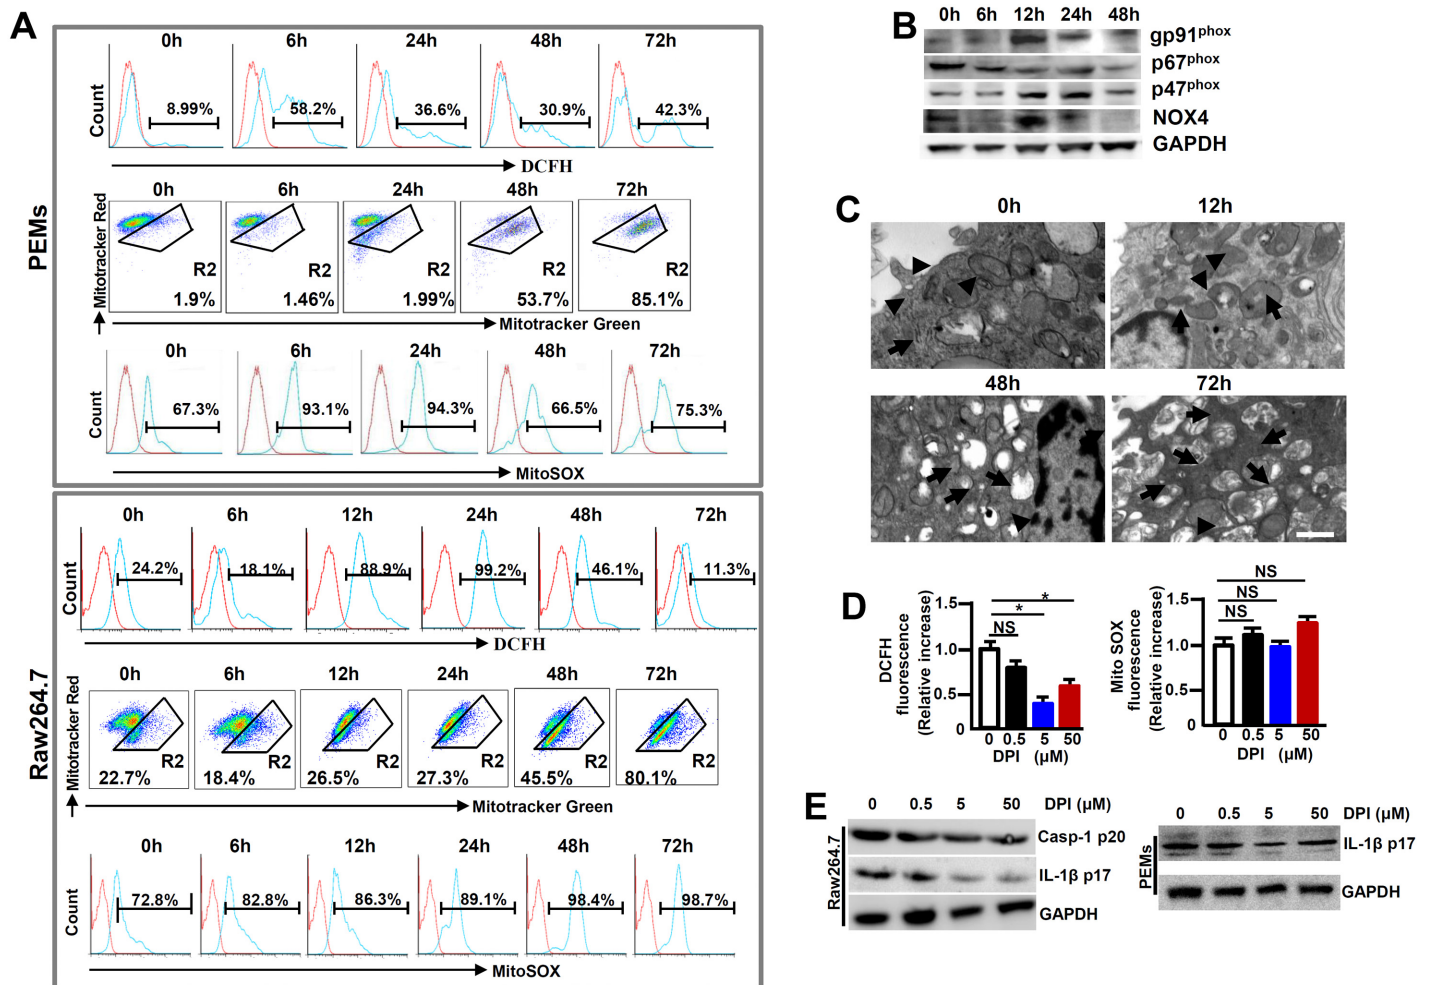 A
PEMs
0h 6h 24h 48h 72h
Count
8.99% 58.2% 36.6% 30.9% 42.3%
DCFH
0h 6h 24h 48h 72h
Mitotracker Red
R2 R2 R2 R2 R2
1.9% 1.46% 1.99% 53.7% 85.1%
Mitotracker Green
0h 6h 24h 48h 72h
Count
67.3% 93.1% 94.3% 66.5% 75.3%
MitoSOX
Raw264.7
0h 6h 12h 24h 48h 72h
Count
24.2% 18.1% 88.9% 99.2% 46.1% 11.3%
DCFH
0h 6h 12h 24h 48h 72h
Mitotracker Red
R2 R2 R2 R2 R2 R2
22.7% 18.4% 26.5% 27.3% 45.5% 80.1%
Mitotracker Green
0h 6h 12h 24h 48h 72h
Count
72.8% 82.8% 86.3% 89.1% 98.4% 98.7%
MitoSOX
B
0h 6h 12h 24h 48h
gp91phox
p67phox
p47phox
NOX4
GAPDH
C
0h 12h
48h 72h
D
DCFH
fluorescence
(Relative increase)
1.5
1.0
0.5
0
NS * *
0 0.5 5 50
DPI (μM)
Mito SOX
fluorescence
(Relative increase)
1.5
1.0
0.5
0
NS
NS
NS
0 0.5 5 50
DPI (μM)
E
0 0.5 5 50 DPI (μM)
Raw264.7
Casp-1 p20
IL-1β p17
GAPDH
0 0.5 5 50 DPI (μM)
PEMs
IL-1β p17
GAPDH